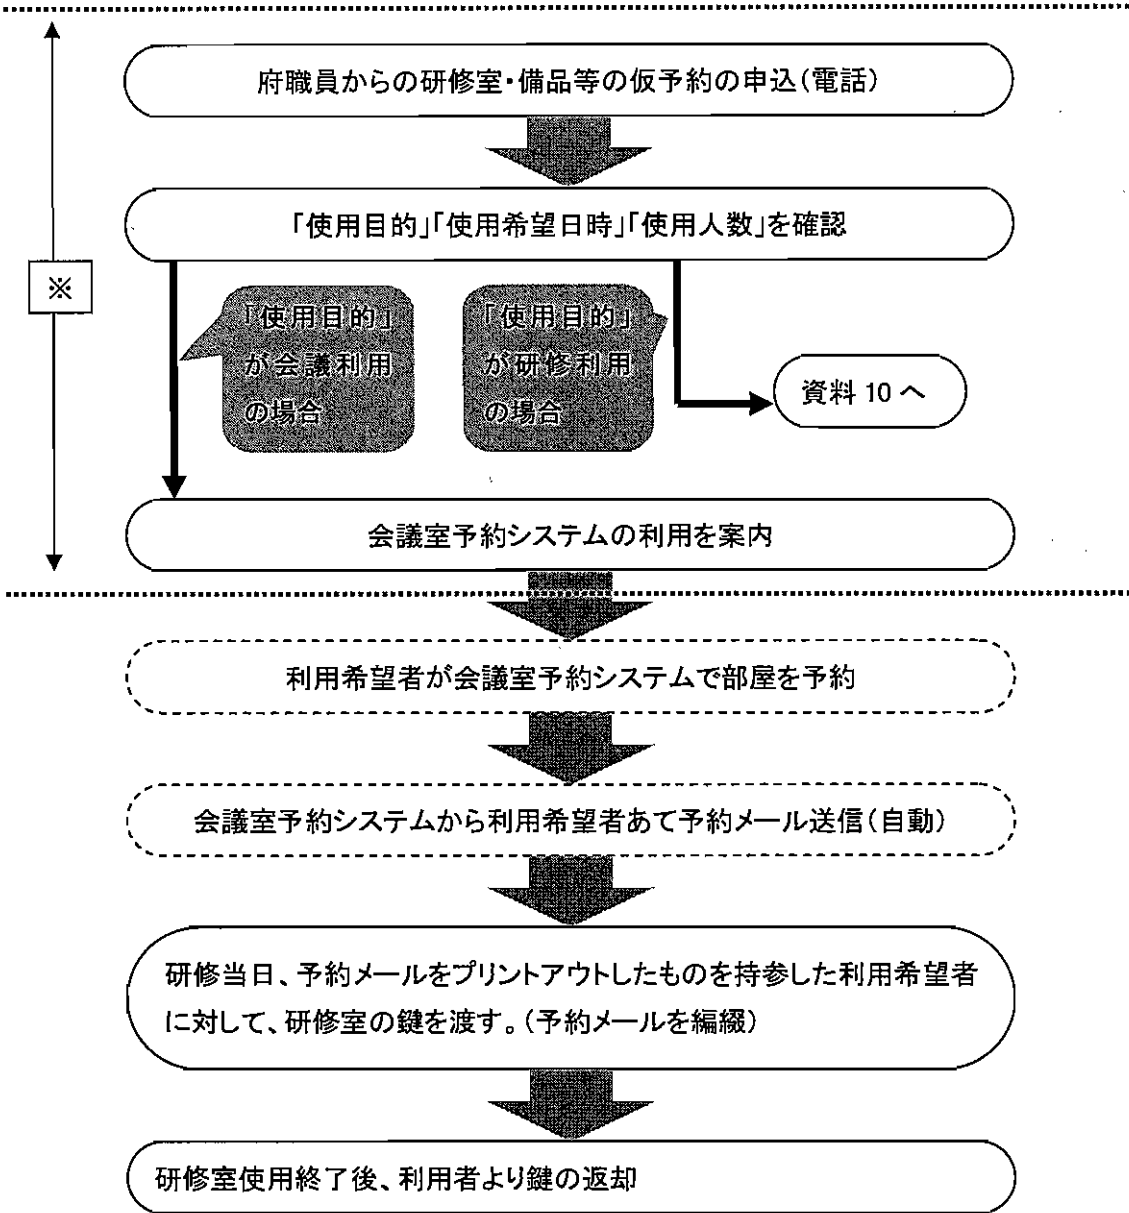 府職員からの研修室・備品等の仮予約の申込（電話）
「使用目的」「使用希望日時」「使用人数」を確認
※
「使用目的」
が会議利用
の場合
「使用目的」
が研修利用
の場合
資料 10 へ
会議室予約システムの利用を案内
利用希望者が会議室予約システムで部屋を予約
会議室予約システムから利用希望者あて予約メール送信（自動）
研修当日、予約メールをプリントアウトしたものを持参した利用希望者
に対して、研修室の鍵を渡す。（予約メールを編綴）
研修室使用終了後、利用者より鍵の返却